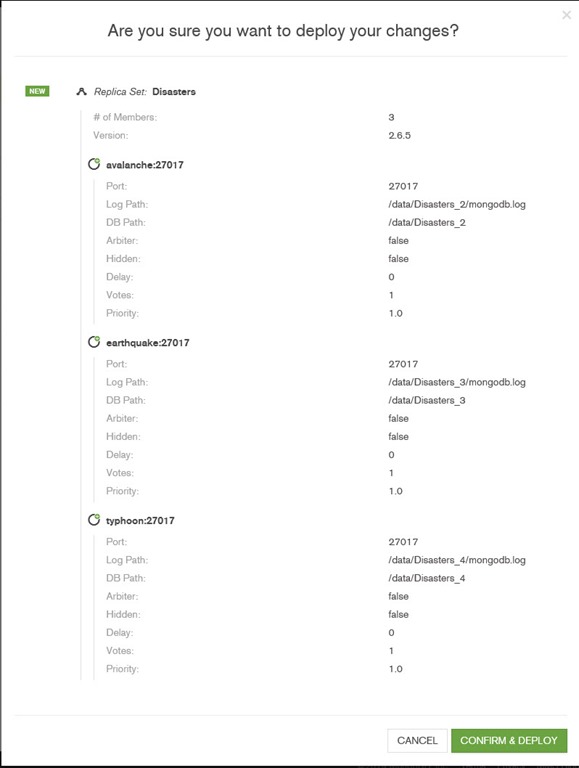 ×
Are you sure you want to deploy your changes?
NEW Replica Set: Disasters
# of Members: 3
Version: 2.6.5
avalanche:27017
Port: 27017
Log Path: /data/Disasters_2/mongodb.log
DB Path: /data/Disasters_2
Arbiter: false
Hidden: false
Delay: 0
Votes: 1
Priority: 1.0
earthquake:27017
Port: 27017
Log Path: /data/Disasters_3/mongodb.log
DB Path: /data/Disasters_3
Arbiter: false
Hidden: false
Delay: 0
Votes: 1
Priority: 1.0
typhoon:27017
Port: 27017
Log Path: /data/Disasters_4/mongodb.log
DB Path: /data/Disasters_4
Arbiter: false
Hidden: false
Delay: 0
Votes: 1
Priority: 1.0
CANCEL CONFIRM & DEPLOY